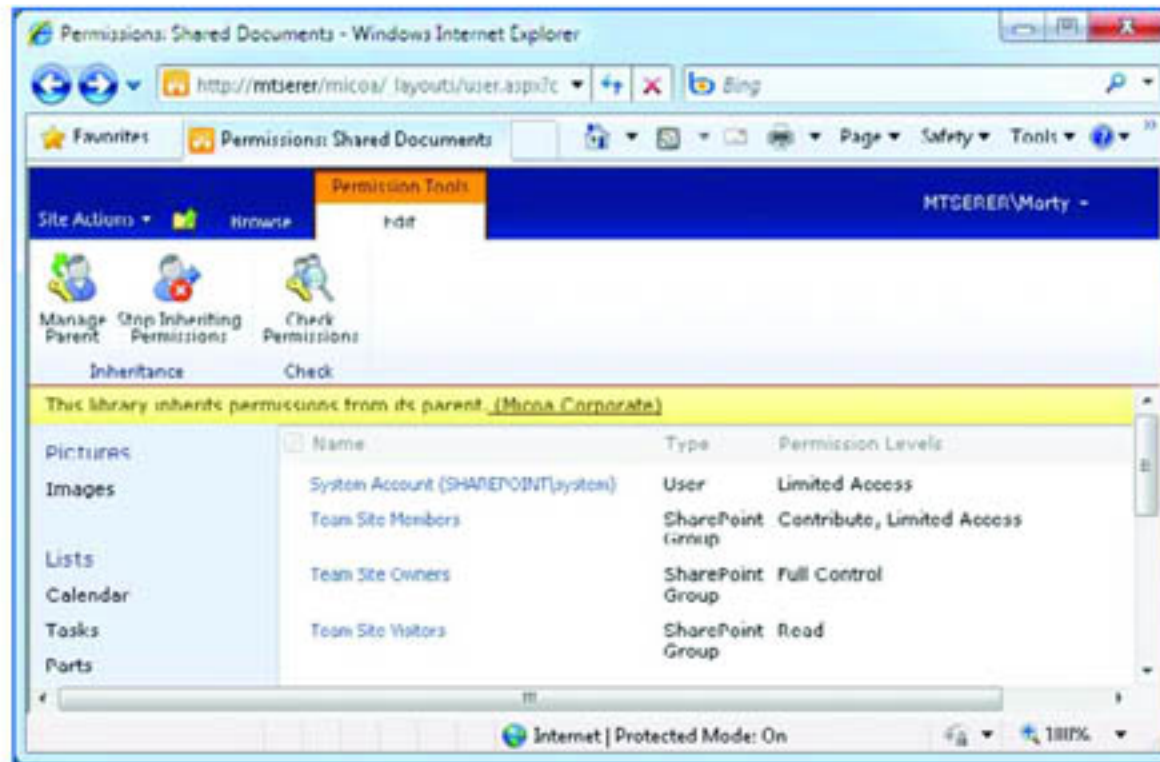 Permissions: Shared Documents - Windows Internet Explorer
http://mtserer/micoa/_layouts/user.aspx?c
Bing
Favorites
Permissions: Shared Documents
Page
Safety
Tools
Permission Tools
MTSERER\Morty
Site Actions
Browse
Edit
Manage Parent
Stop Inheriting Permissions
Check Permissions
Inheritance
Check
This library inherits permissions from its parent. (Micoa Corporate)
Pictures
Images
Lists
Calendar
Tasks
Parts
Name Type Permission Levels
System Account (SHAREPOINT\system) User Limited Access
Team Site Members SharePoint Group Contribute, Limited Access
Team Site Owners SharePoint Group Full Control
Team Site Visitors SharePoint Group Read
Internet | Protected Mode: On
100%